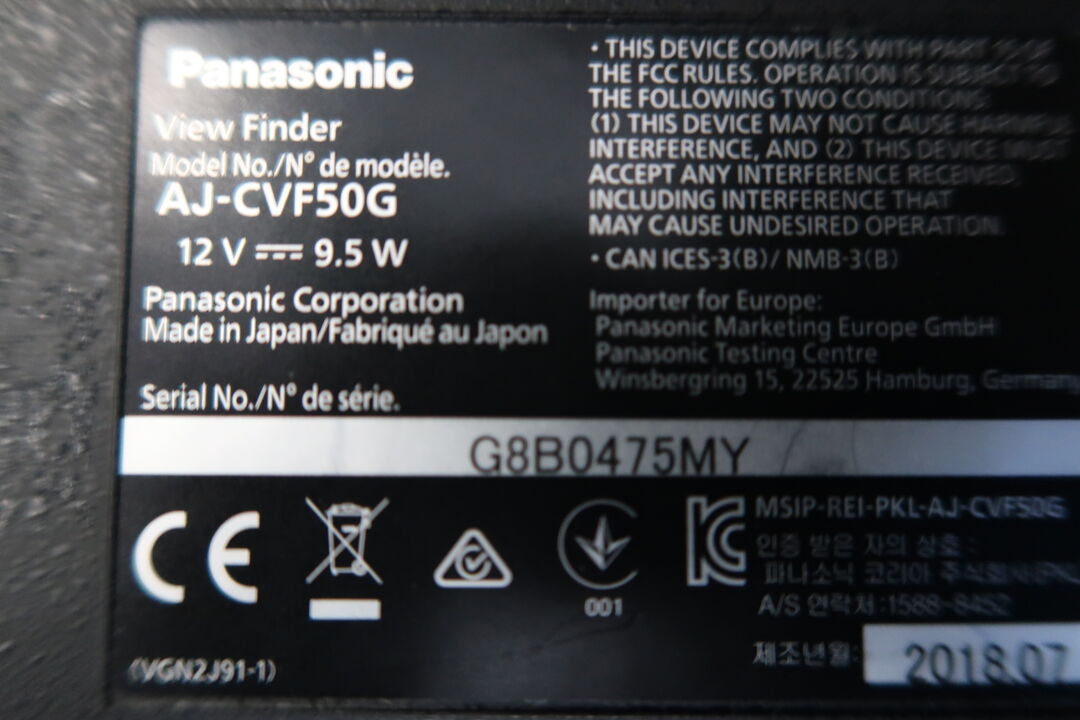 Panasonic
View Finder
Model No./N° de modèle.
AJ-CVF50G
12 V ⎓ 9.5 W
Panasonic Corporation
Made in Japan/Fabriqué au Japon
Serial No./N° de série.
G8B0475MY
• THIS DEVICE COMPLIES WITH PART 15 OF
THE FCC RULES. OPERATION IS SUBJECT TO
THE FOLLOWING TWO CONDITIONS:
(1) THIS DEVICE MAY NOT CAUSE HARMFUL
INTERFERENCE, AND (2) THIS DEVICE MUST
ACCEPT ANY INTERFERENCE RECEIVED,
INCLUDING INTERFERENCE THAT
MAY CAUSE UNDESIRED OPERATION.
• CAN ICES-3(B)/ NMB-3(B)
Importer for Europe:
Panasonic Marketing Europe GmbH
Panasonic Testing Centre
Winsbergring 15, 22525 Hamburg, Germany
CE
001
MSIP-REI-PKL-AJ-CVF50G
인증 받은 자의 상호 :
파나소닉 코리아 주식회사
A/S 연락처 :1588-8452
제조년월:
2018.07
(VGN2J91-1)